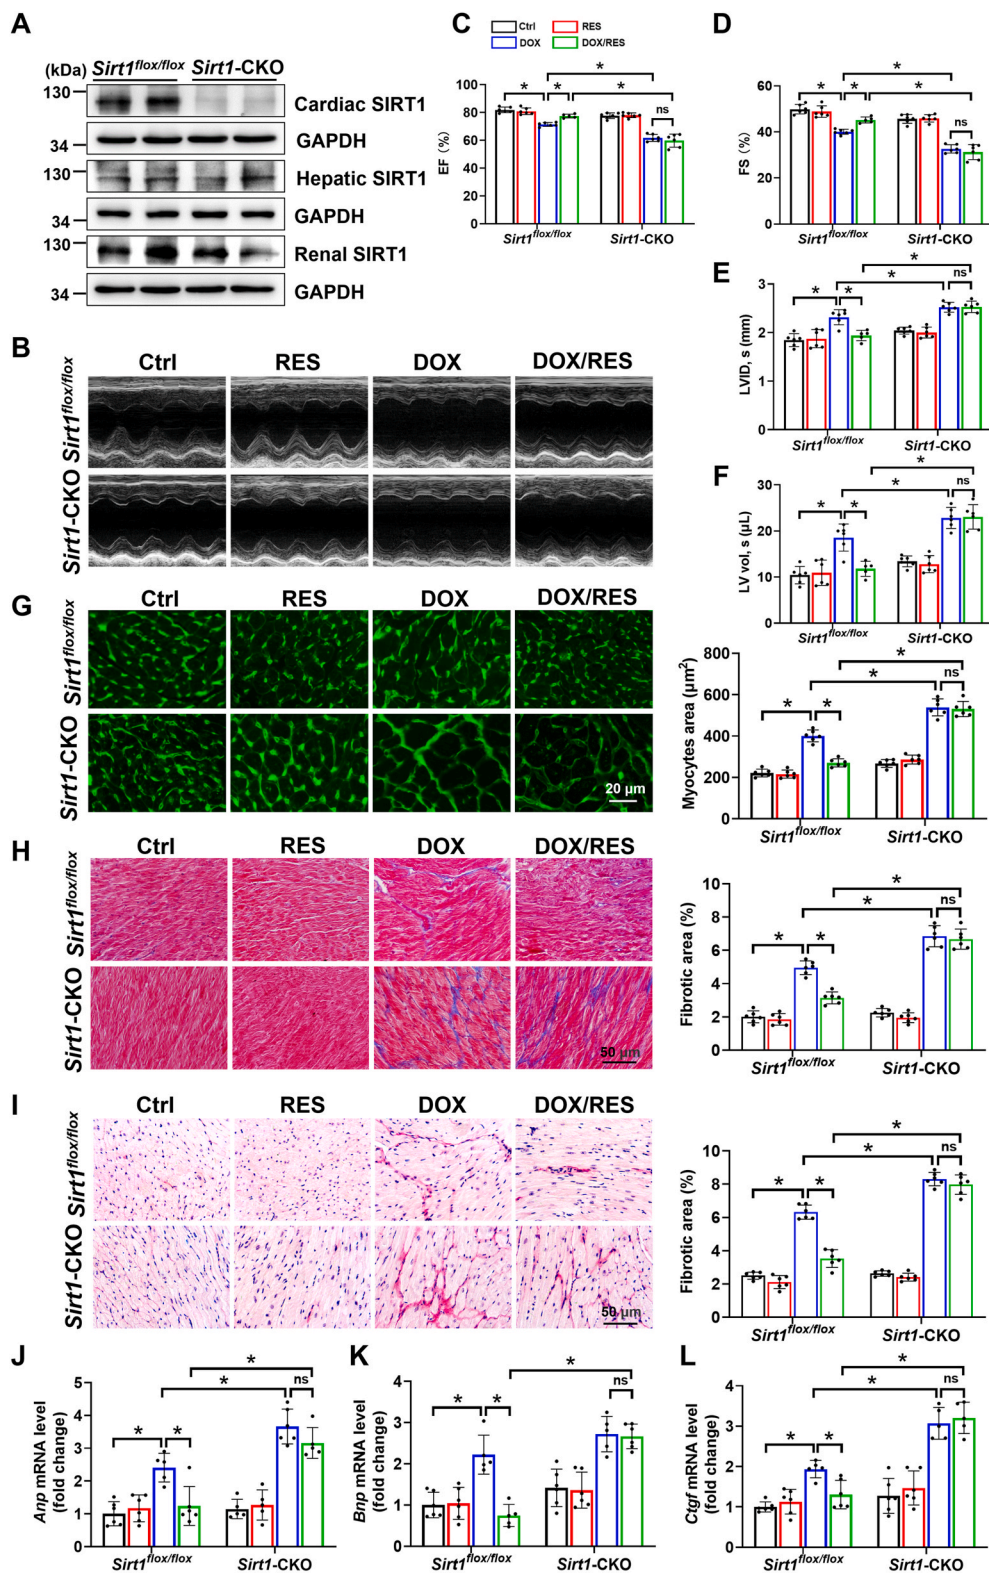 A
(kDa)
Sirt1flox/flox
Sirt1-CKO
130
Cardiac SIRT1
34
GAPDH
130
Hepatic SIRT1
34
GAPDH
130
Renal SIRT1
34
GAPDH
B
Ctrl RES DOX DOX/RES
Sirt1flox/flox
Sirt1-CKO
C
Ctrl RES
DOX DOX/RES
EF (%)
100
80
60
40
20
0
* * * * ns
Sirt1flox/flox Sirt1-CKO
D
FS (%)
60
40
20
0
* * * * ns
Sirt1flox/flox Sirt1-CKO
E
LVID, s (mm)
3
2
1
0
* * * * ns
Sirt1flox/flox Sirt1-CKO
F
LV vol, s (µL)
30
20
10
0
* * * * ns
Sirt1flox/flox Sirt1-CKO
G
Ctrl RES DOX DOX/RES
Sirt1flox/flox
Sirt1-CKO
20 µm
Myocytes area (µm2)
800
600
400
200
0
* * * * ns
Sirt1flox/flox Sirt1-CKO
H
Ctrl RES DOX DOX/RES
Sirt1flox/flox
Sirt1-CKO
50 µm
Fibrotic area (%)
10
8
6
4
2
0
* * * * ns
Sirt1flox/flox Sirt1-CKO
I
Ctrl RES DOX DOX/RES
Sirt1flox/flox
Sirt1-CKO
50 µm
Fibrotic area (%)
10
8
6
4
2
0
* * * * ns
Sirt1flox/flox Sirt1-CKO
J
Anp mRNA level
(fold change)
5
4
3
2
1
0
* * * * ns
Sirt1flox/flox Sirt1-CKO
K
Bnp mRNA level
(fold change)
4
3
2
1
0
* * * ns
Sirt1flox/flox Sirt1-CKO
L
Ctgf mRNA level
(fold change)
4
3
2
1
0
* * * * ns
Sirt1flox/flox Sirt1-CKO